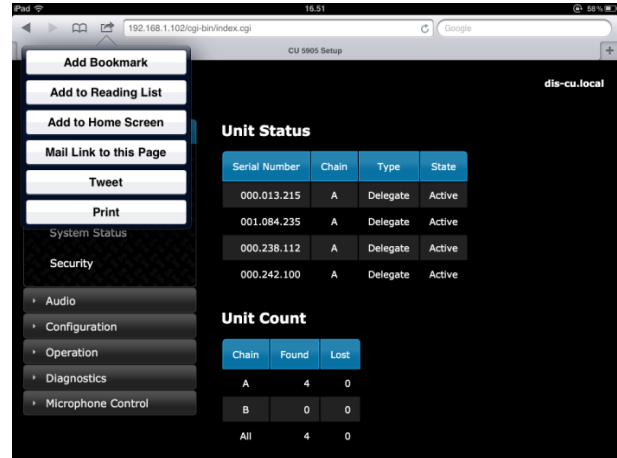 iPad 16.51 58%
192.168.1.102/cgi-bin/index.cgi Google
CU 5905 Setup
Add Bookmark
Add to Reading List
Add to Home Screen
Mail Link to this Page
Tweet
Print
dis-cu.local
System Status
Security
Audio
Configuration
Operation
Diagnostics
Microphone Control
Unit Status
Serial Number Chain Type State
000.013.215 A Delegate Active
001.084.235 A Delegate Active
000.238.112 A Delegate Active
000.242.100 A Delegate Active
Unit Count
Chain Found Lost
A 4 0
B 0 0
All 4 0